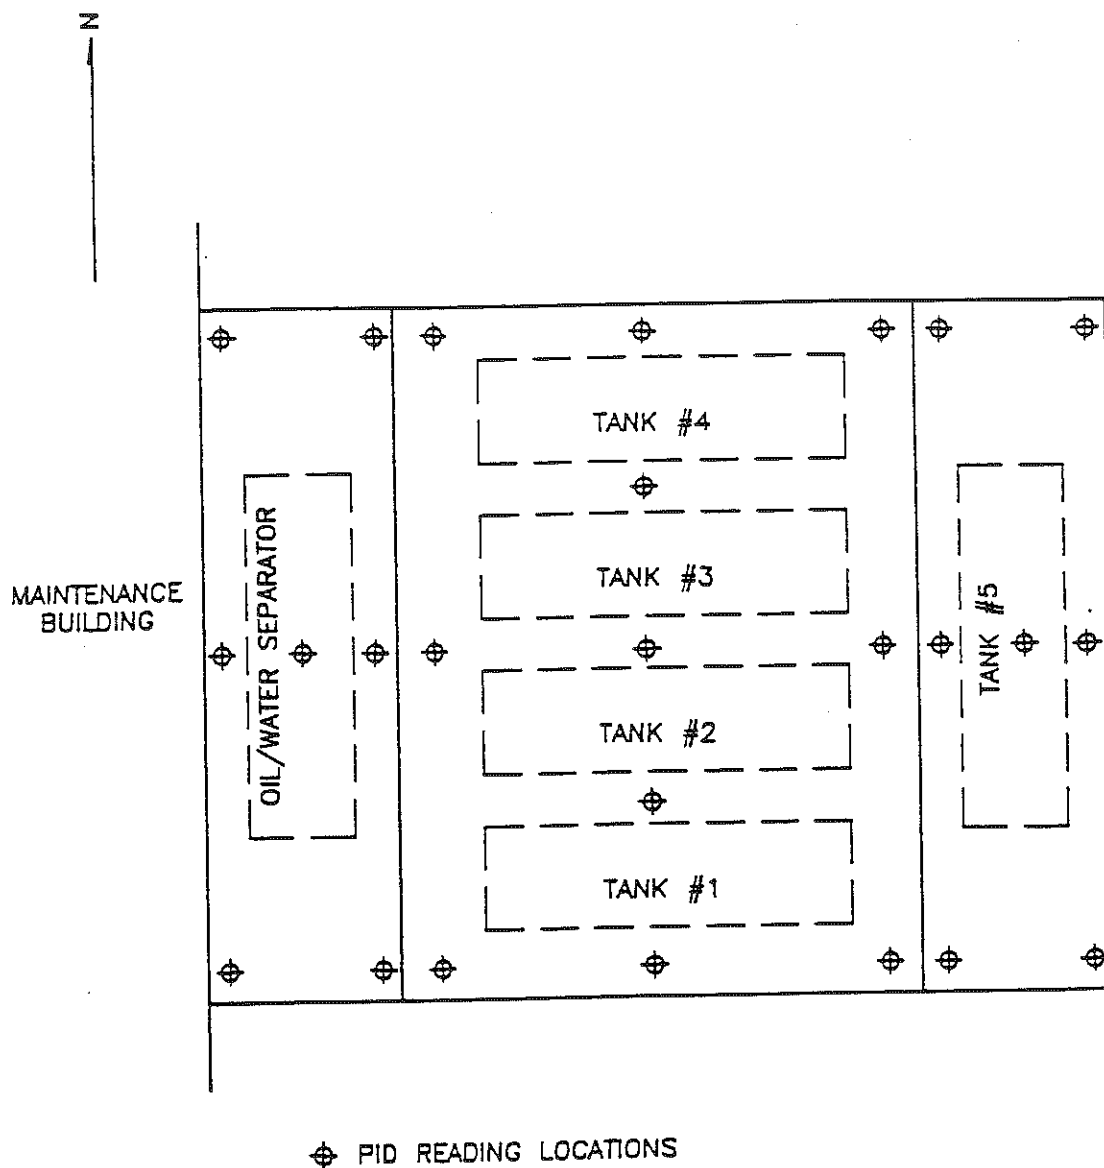 N
TANK #4
TANK #3
MAINTENANCE
BUILDING
OIL/WATER SEPARATOR
TANK #5
TANK #2
TANK #1
PID READING LOCATIONS